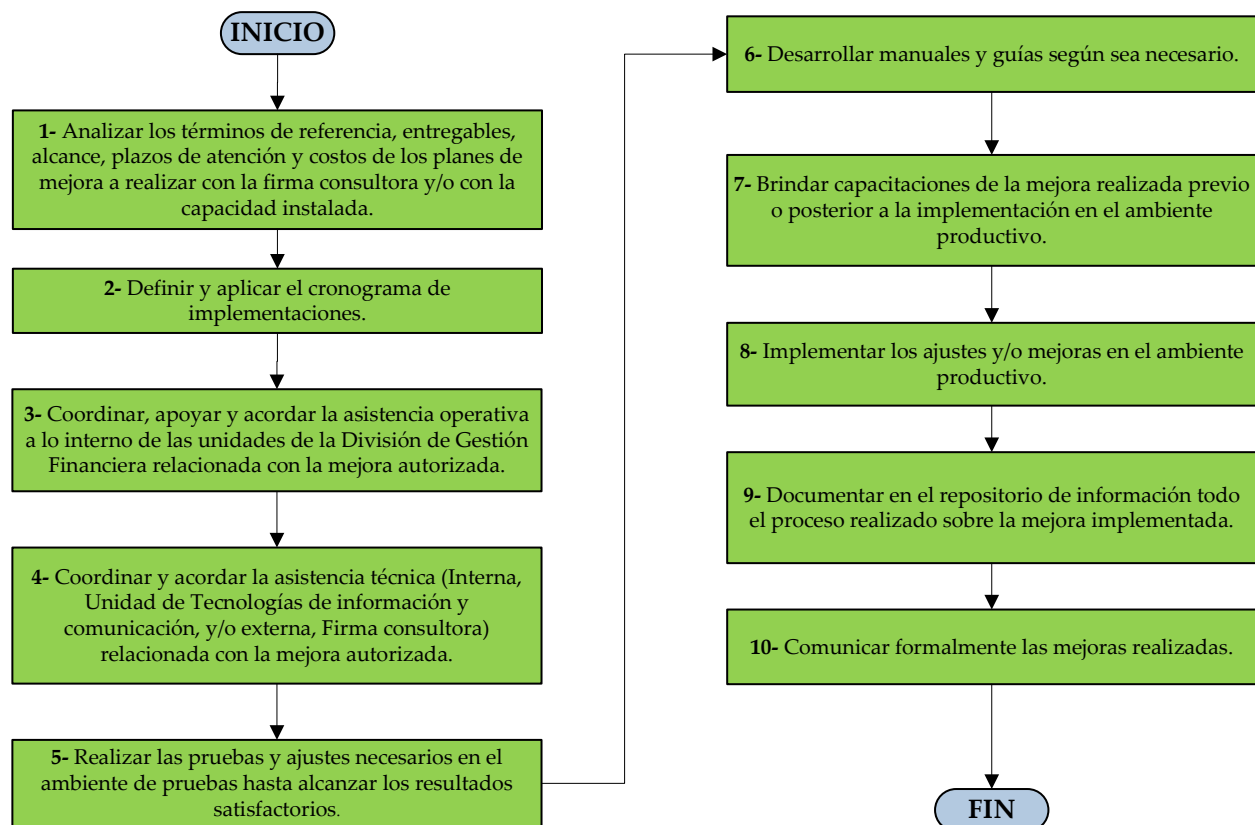 INICIO
1- Analizar los términos de referencia, entregables,
alcance, plazos de atención y costos de los planes de
mejora a realizar con la firma consultora y/o con la
capacidad instalada.
2- Definir y aplicar el cronograma de
implementaciones.
3- Coordinar, apoyar y acordar la asistencia operativa
a lo interno de las unidades de la División de Gestión
Financiera relacionada con la mejora autorizada.
4- Coordinar y acordar la asistencia técnica (Interna,
Unidad de Tecnologías de información y
comunicación, y/o externa, Firma consultora)
relacionada con la mejora autorizada.
5- Realizar las pruebas y ajustes necesarios en el
ambiente de pruebas hasta alcanzar los resultados
satisfactorios.
6- Desarrollar manuales y guías según sea necesario.
7- Brindar capacitaciones de la mejora realizada previo
o posterior a la implementación en el ambiente
productivo.
8- Implementar los ajustes y/o mejoras en el ambiente
productivo.
9- Documentar en el repositorio de información todo
el proceso realizado sobre la mejora implementada.
10- Comunicar formalmente las mejoras realizadas.
FIN